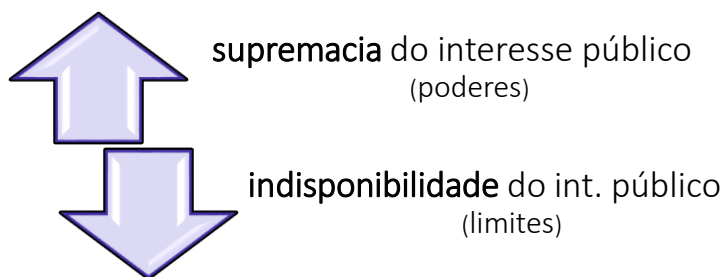 supremacia do interesse público
(poderes)
indisponibilidade do int. público
(limites)